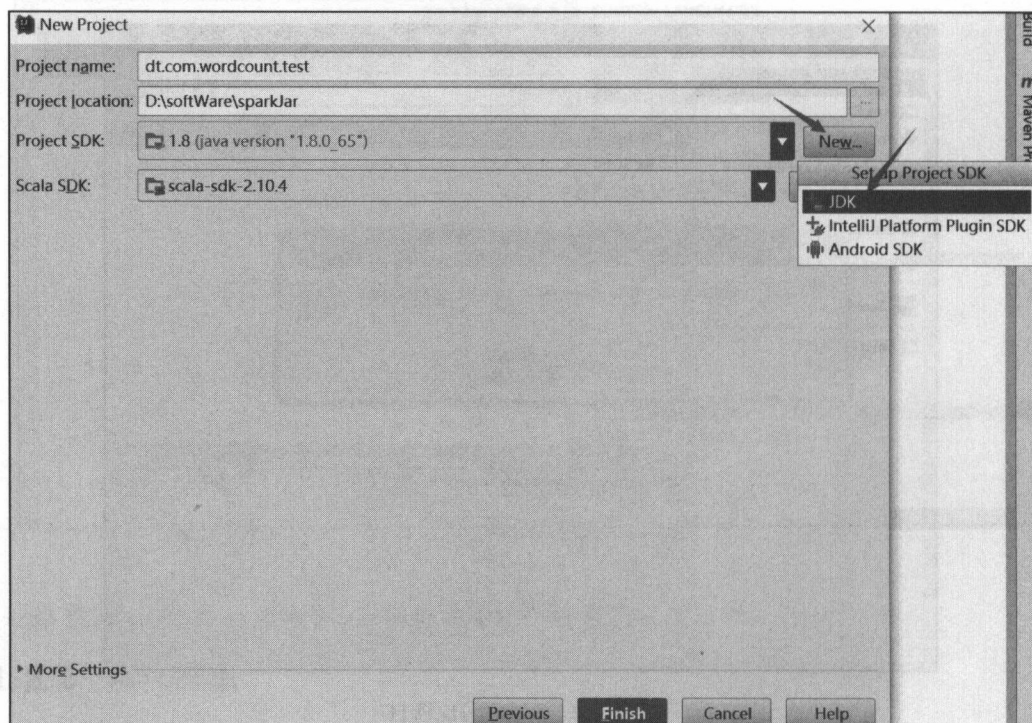 New Project
Project name: dt.com.wordcount.test
Project location: D:\softWare\sparkJar
Project SDK: 1.8 (java version "1.8.0_65") New...
Scala SDK: scala-sdk-2.10.4
Set up Project SDK
JDK
IntelliJ Platform Plugin SDK
Android SDK
More Settings
Previous Finish Cancel Help
Build
Maven Pr